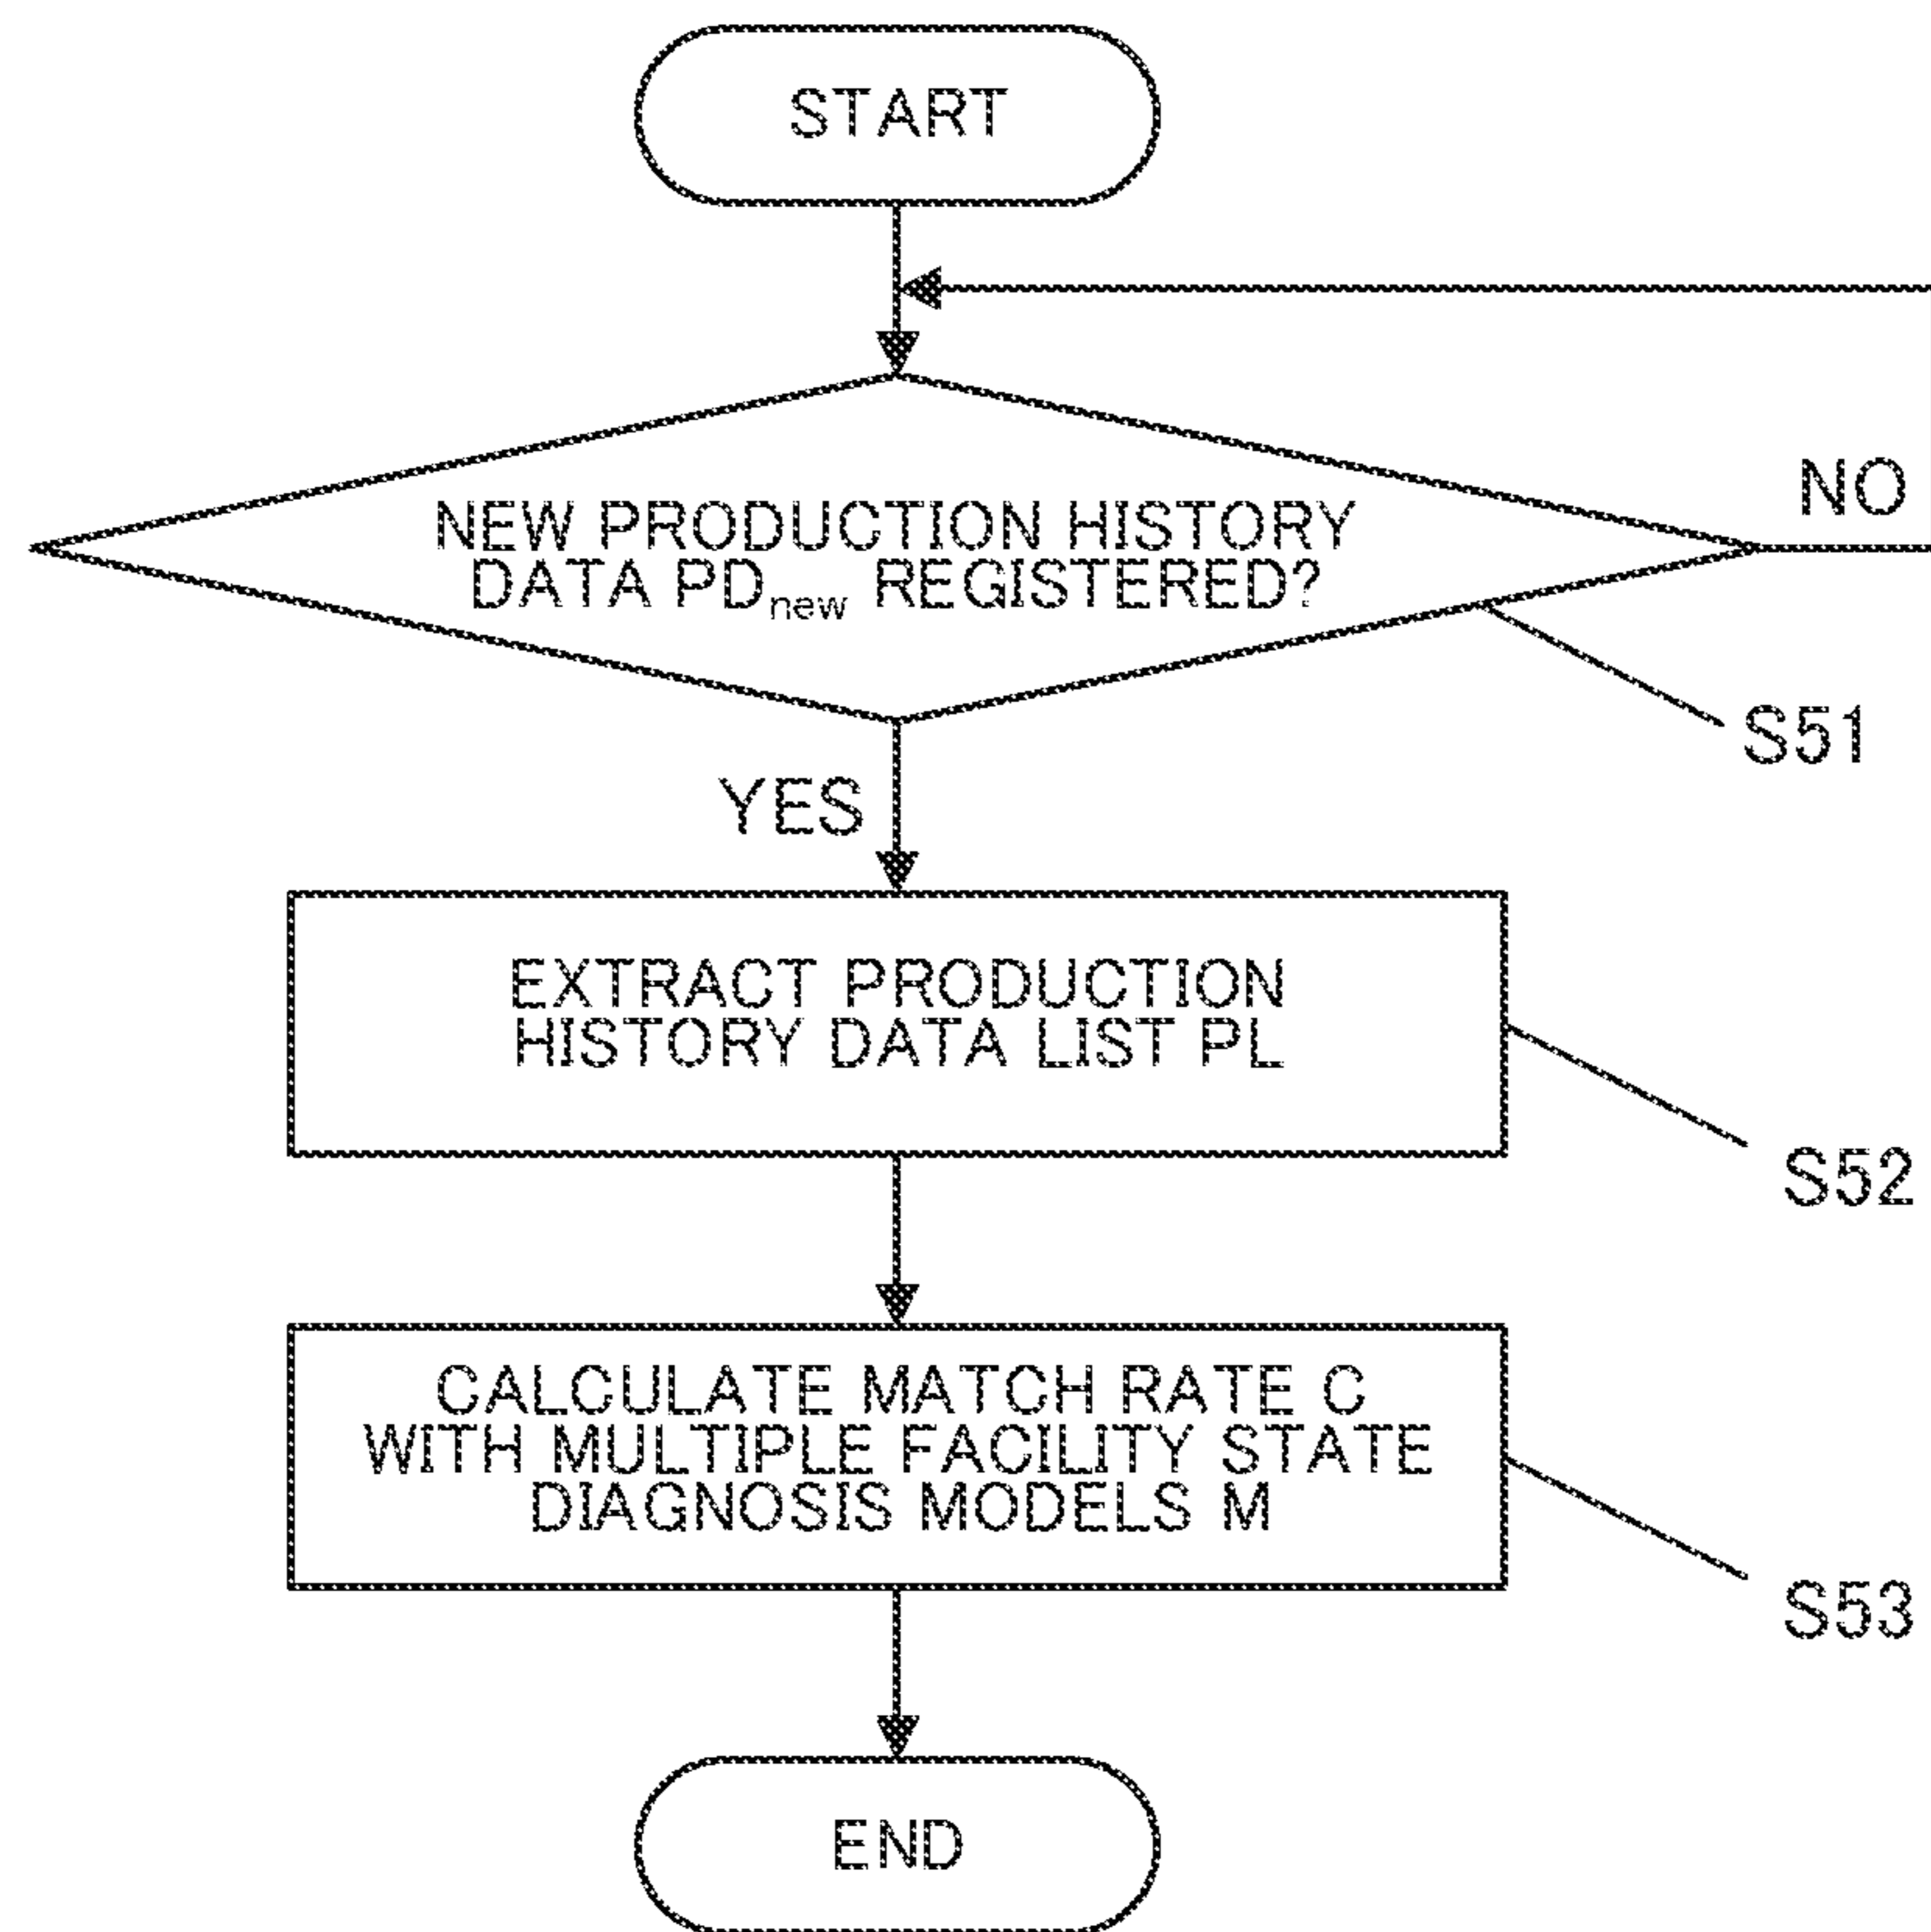 START
NO
NEW PRODUCTION HISTORY
DATA PDnew REGISTERED?
S51
YES
EXTRACT PRODUCTION
HISTORY DATA LIST PL
S52
CALCULATE MATCH RATE C
WITH MULTIPLE FACILITY STATE
DIAGNOSIS MODELS M
S53
END